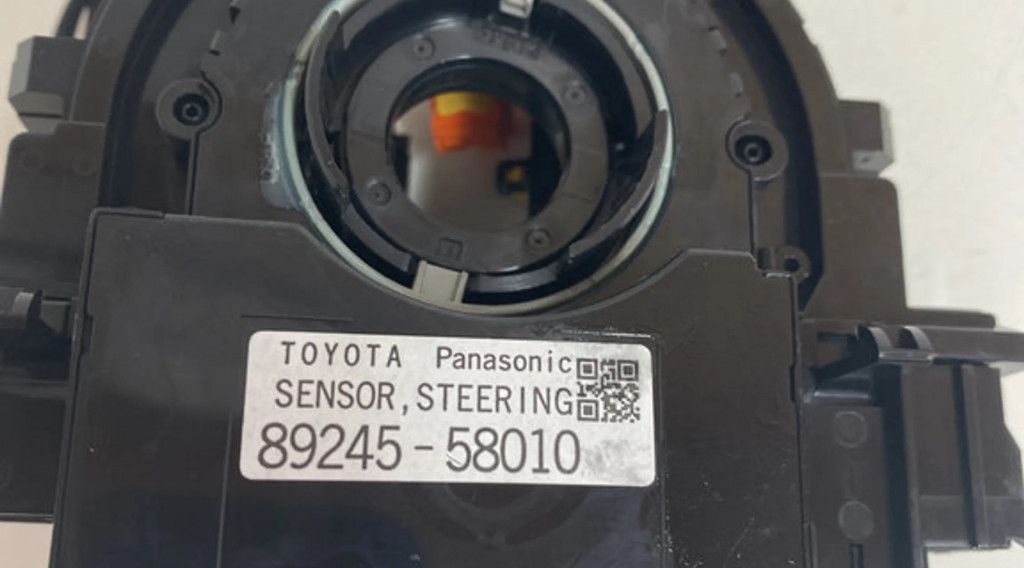 TOYOTA Panasonic
SENSOR,STEERING
89245-58010